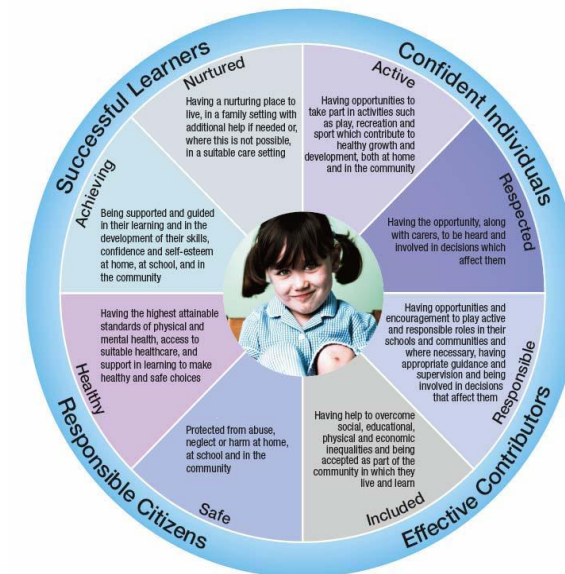 Successful Learners
Confident Individuals
Nurtured
Having a nurturing place to
live, in a family setting with
additional help if needed or,
where this is not possible,
in a suitable care setting
Active
Having opportunities to
take part in activities such
as play, recreation and
sport which contribute to
healthy growth and
development, both at home
and in the community
Achieving
Being supported and guided
in their learning and in the
development of their skills,
confidence and self-esteem
at home, at school, and in
the community
Respected
Having the opportunity, along
with carers, to be heard and
involved in decisions which
affect them
Healthy
Having the highest attainable
standards of physical and
mental health, access to
suitable healthcare, and
support in learning to make
healthy and safe choices
Responsible
Having opportunities and
encouragement to play active
and responsible roles in their
schools and communities and
where necessary, having
appropriate guidance and
supervision and being
involved in decisions
that affect them
Safe
Protected from abuse,
neglect or harm at home,
at school and in the
community
Included
Having help to overcome
social, educational,
physical and economic
inequalities and being
accepted as part of the
community in which they
live and learn
Responsible Citizens
Effective Contributors